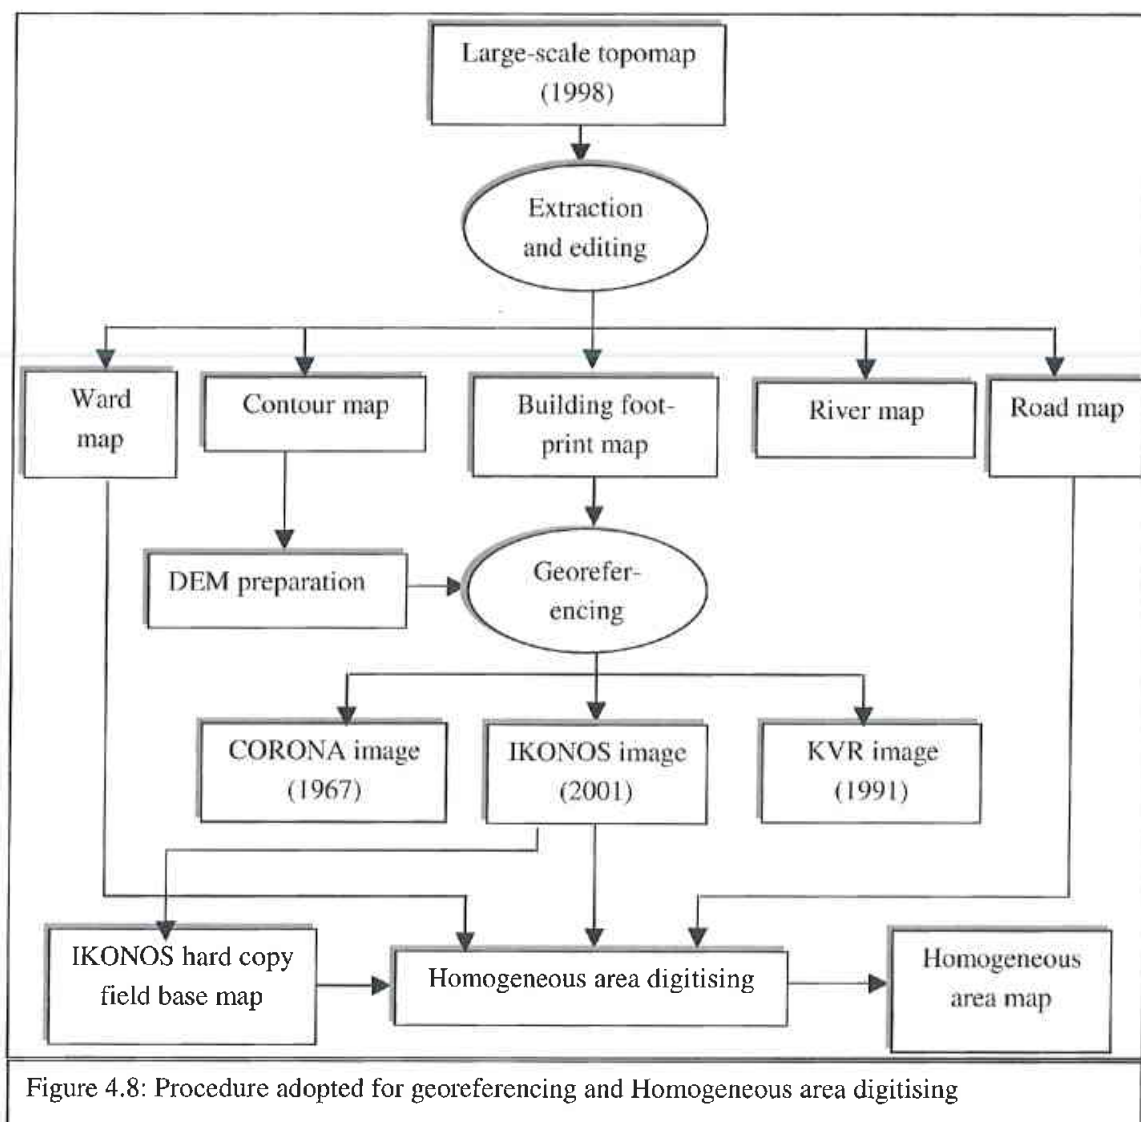 Large-scale topomap
(1998)
Extraction
and editing
Ward
map
Contour map
Building foot-
print map
River map
Road map
DEM preparation
Georefer-
encing
CORONA image
(1967)
IKONOS image
(2001)
KVR image
(1991)
IKONOS hard copy
field base map
Homogeneous area digitising
Homogeneous
area map
Figure 4.8: Procedure adopted for georeferencing and Homogeneous area digitising